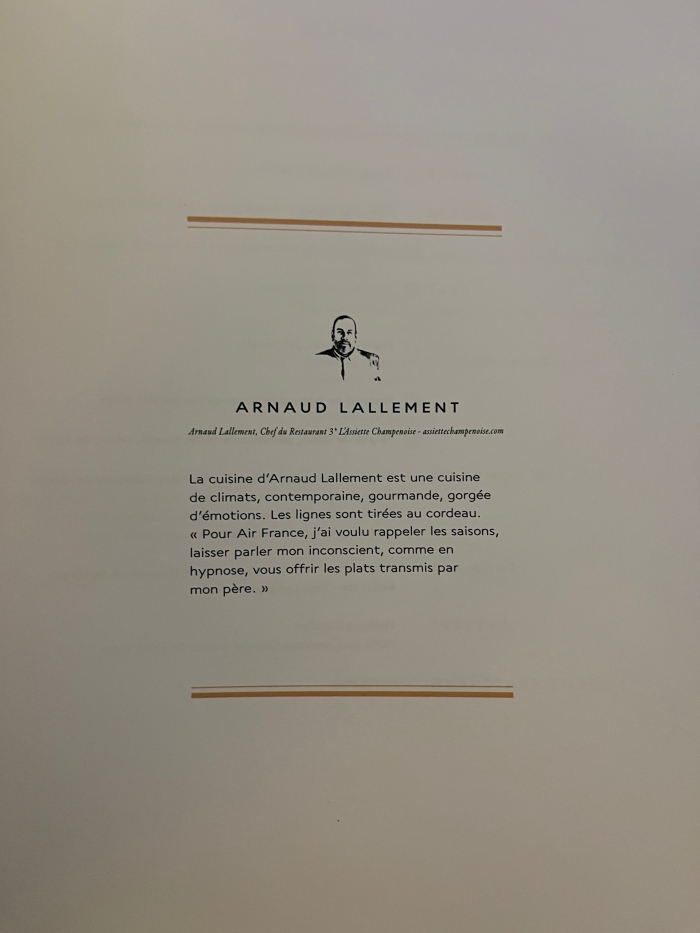 ARNAUD LALLEMENT
Arnaud Lallement, Chef du Restaurant 3* L'Assiette Champenoise - assiettechampenoise.com
La cuisine d'Arnaud Lallement est une cuisine
de climats, contemporaine, gourmande, gorgée
d'émotions. Les lignes sont tirées au cordeau.
« Pour Air France, j'ai voulu rappeler les saisons,
laisser parler mon inconscient, comme en
hypnose, vous offrir les plats transmis par
mon père. »